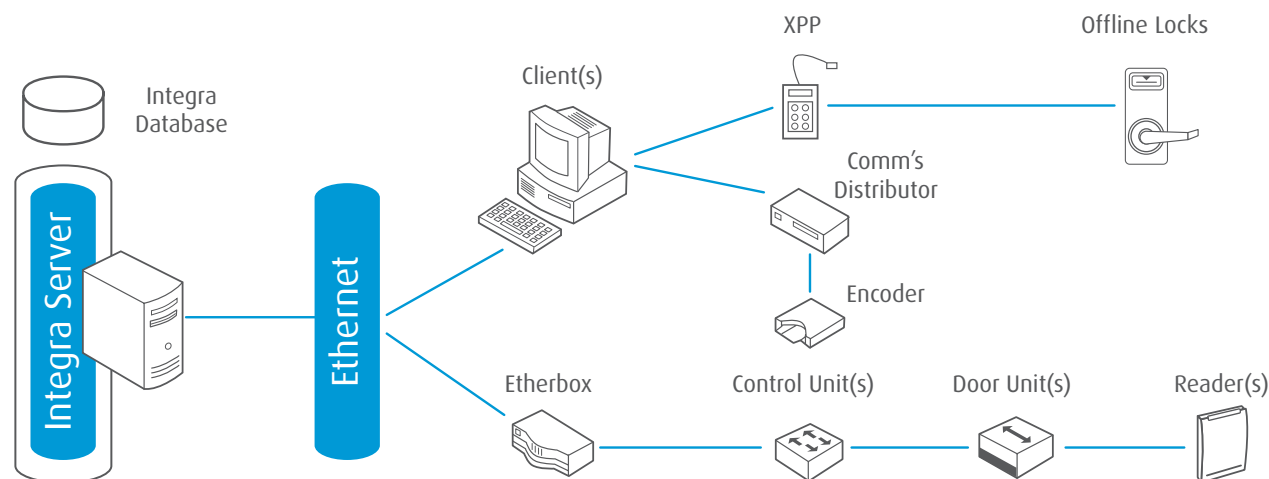 Integra
Database
Integra Server
Ethernet
Client(s)
XPP
Offline Locks
Comm's
Distributor
Encoder
Etherbox
Control Unit(s)
Door Unit(s)
Reader(s)